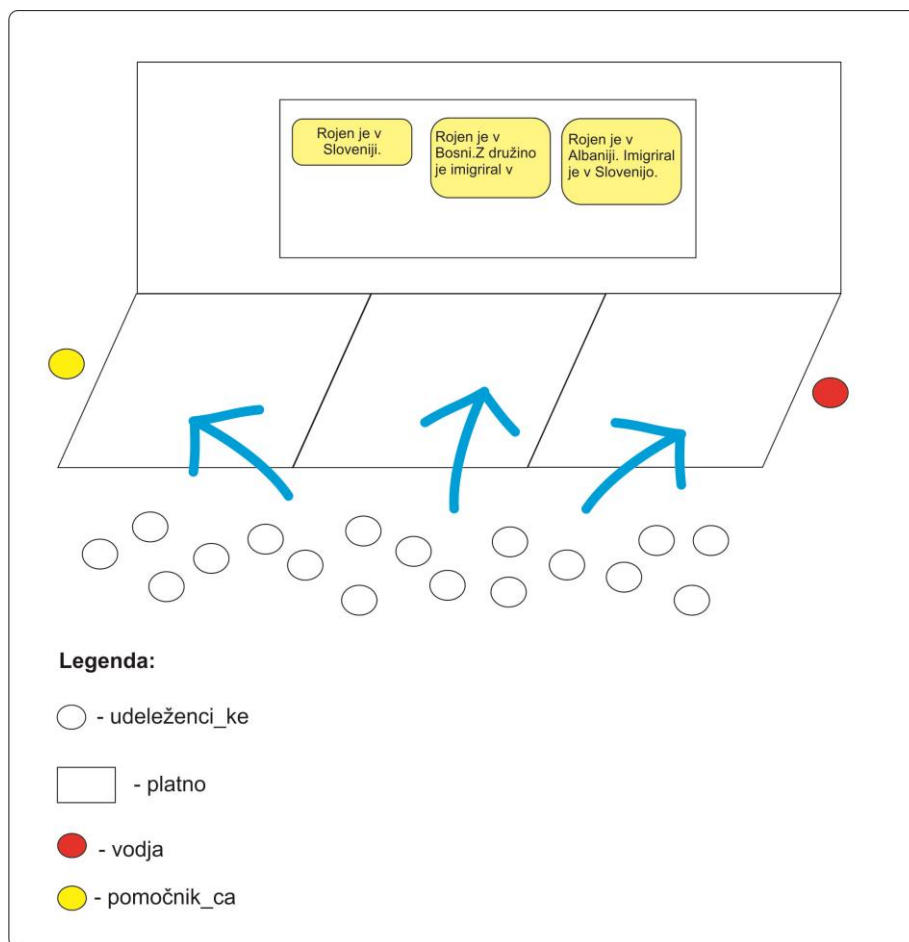 Rojen je v
Sloveniji.
Rojen je v
Bosni.Z družino
je imigriral v
Rojen je v
Albaniji. Imigriral
je v Slovenijo.
Legenda:
- udeleženci_ke
- platno
- vodja
- pomočnik_ca